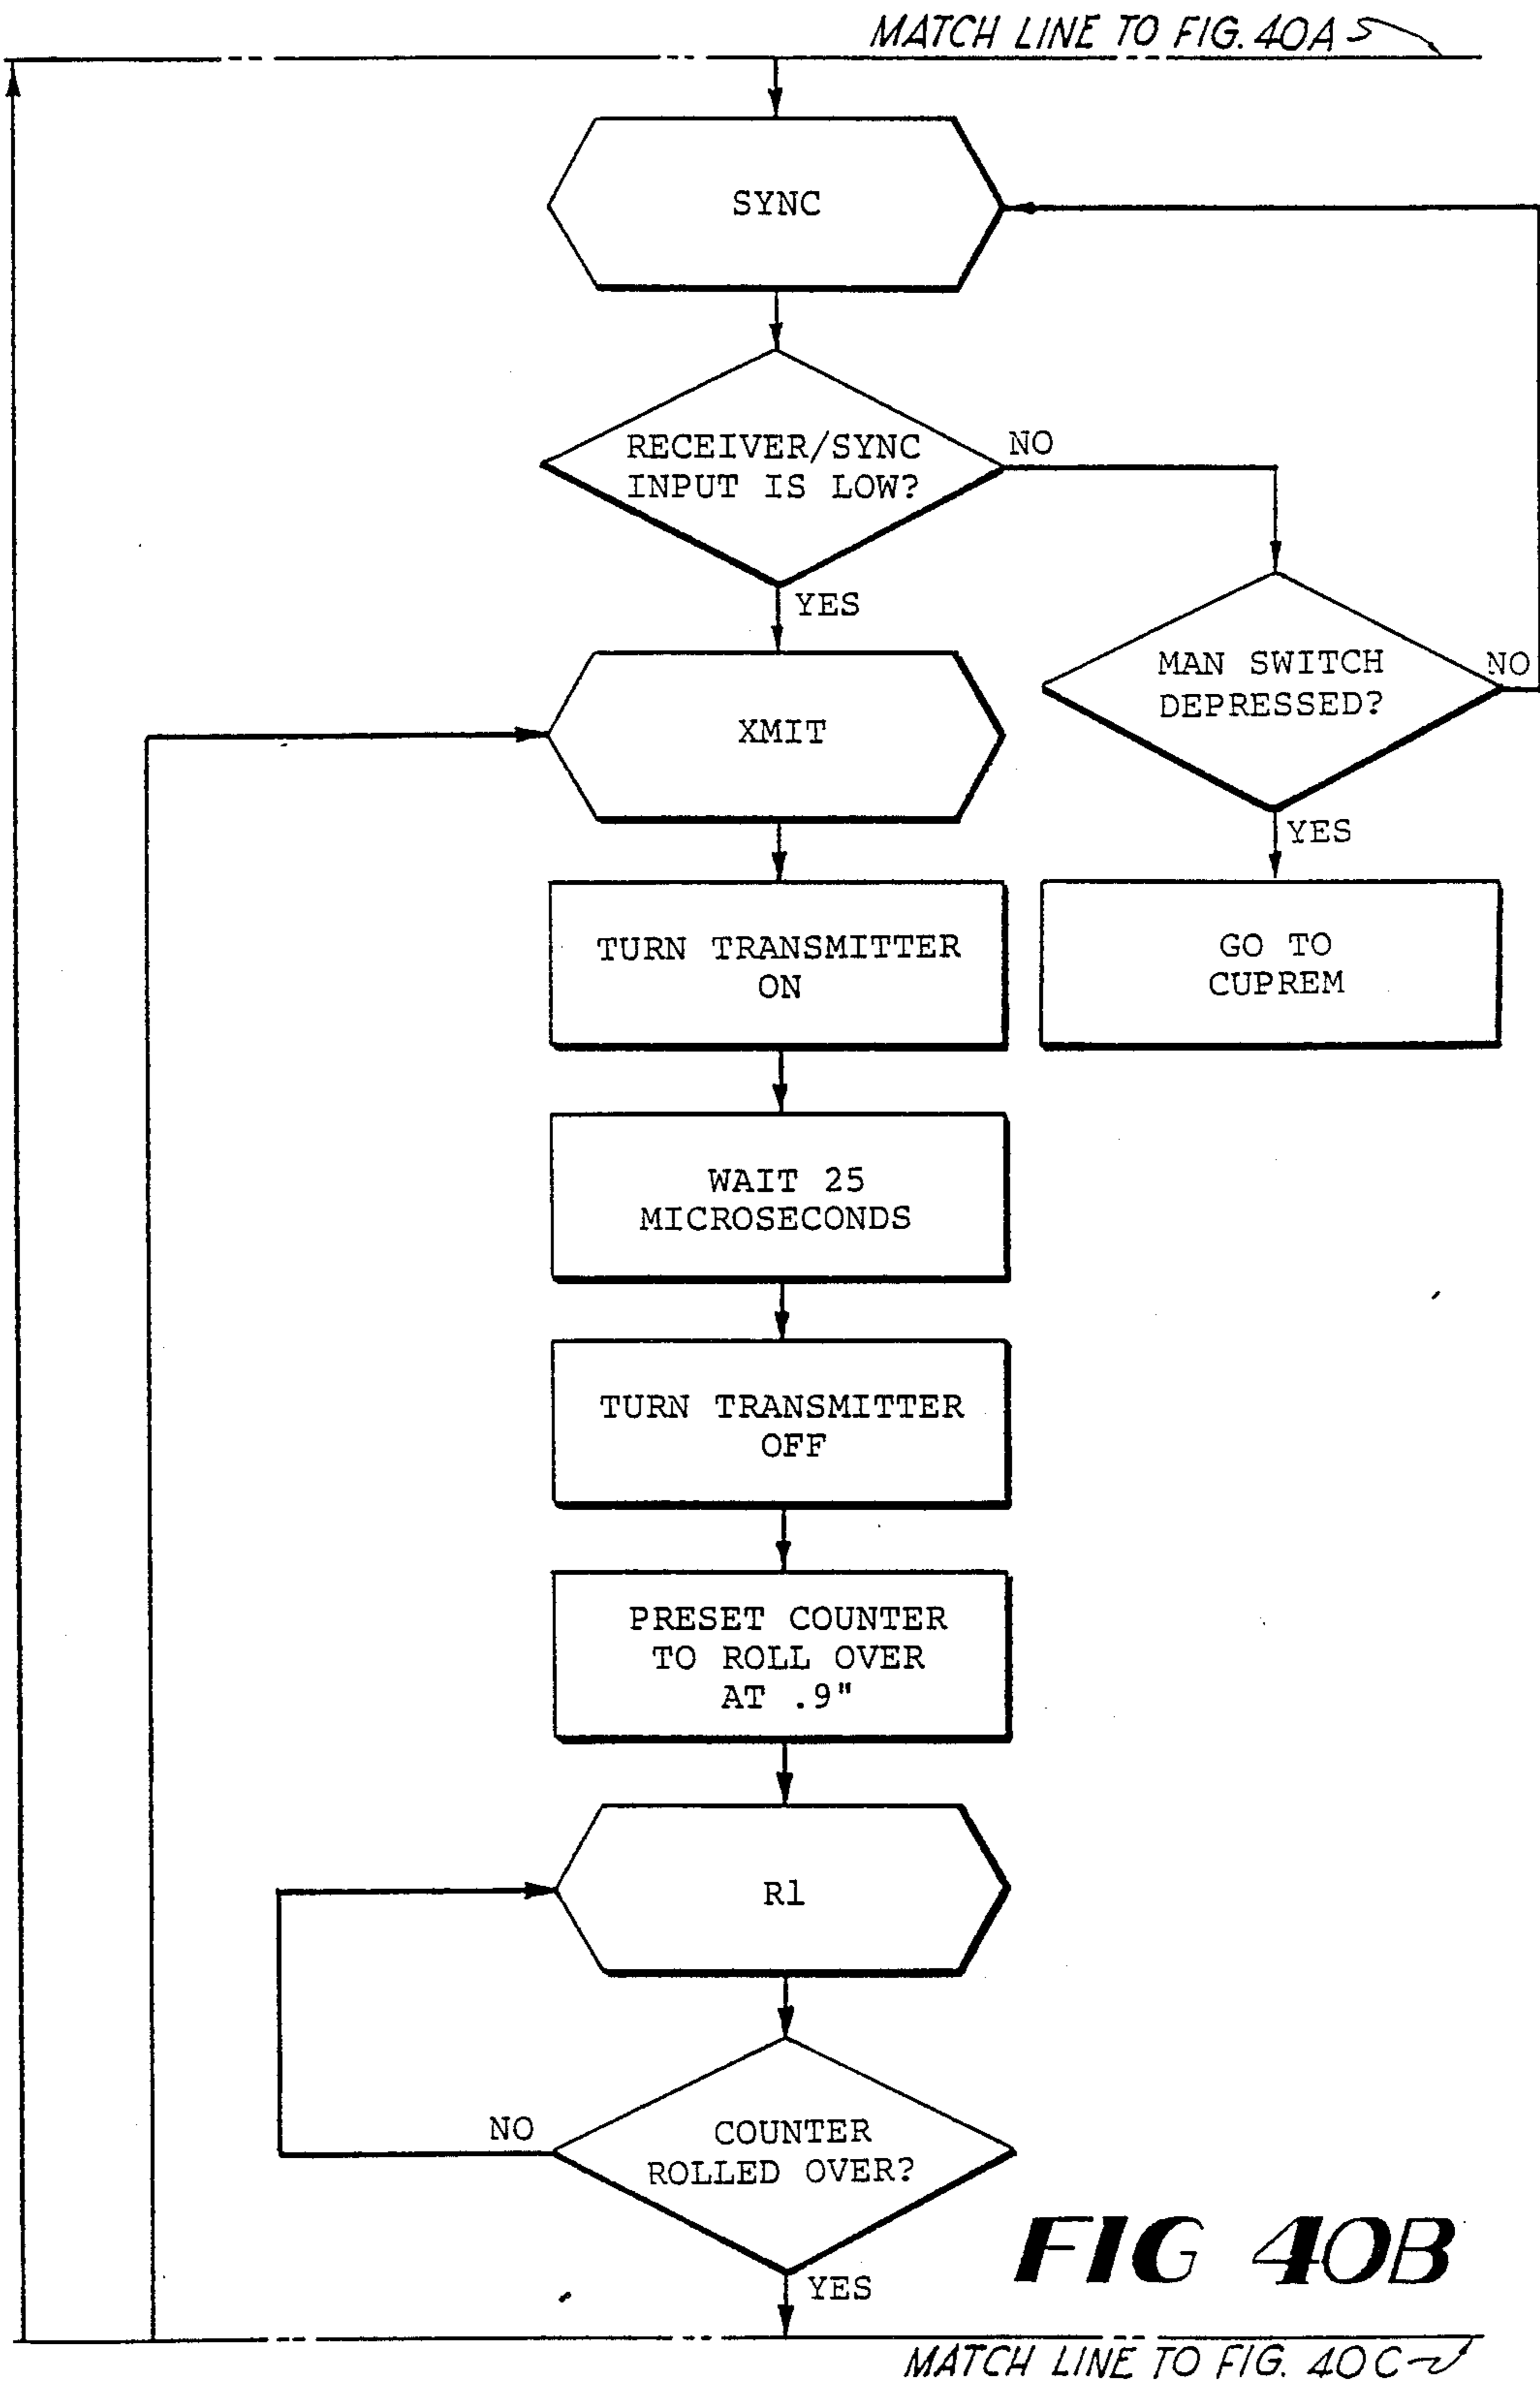 MATCH LINE TO FIG. 40A
SYNC
RECEIVER/SYNC
INPUT IS LOW?
NO
YES
MAN SWITCH
DEPRESSED?
NO
YES
XMIT
TURN TRANSMITTER
ON
GO TO
CUPREM
WAIT 25
MICROSECONDS
TURN TRANSMITTER
OFF
PRESET COUNTER
TO ROLL OVER
AT .9"
R1
COUNTER
ROLLED OVER?
NO
YES
FIG 40B
MATCH LINE TO FIG. 40C